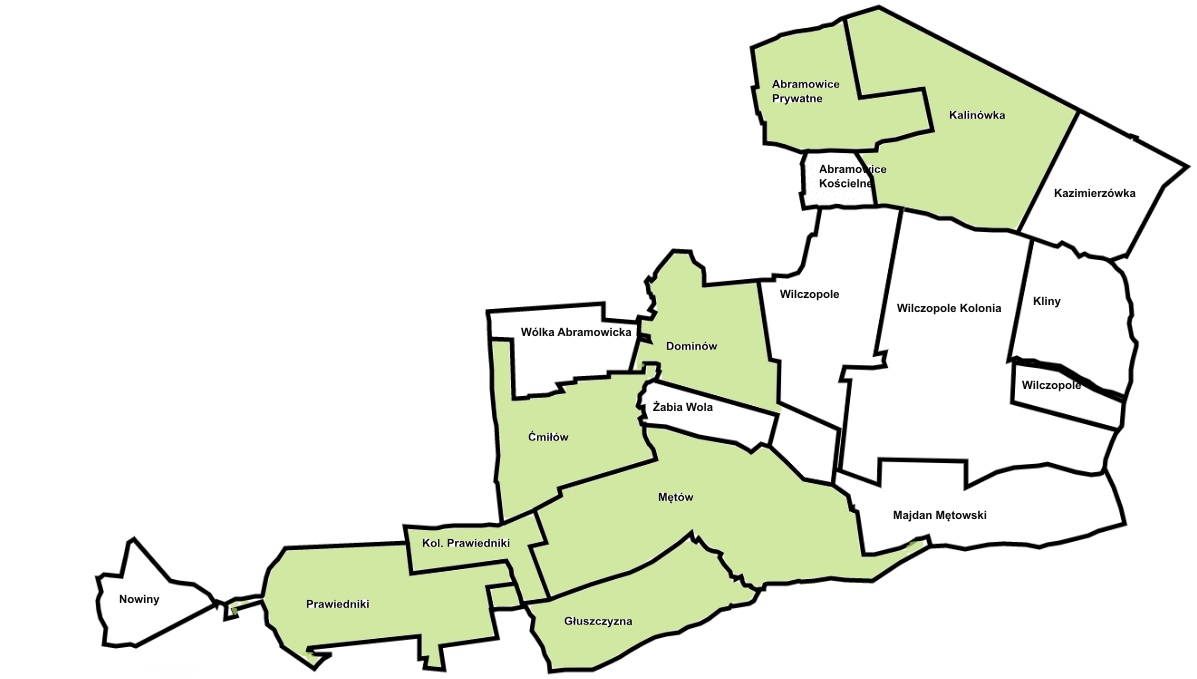 Abramowice
Prywatne
Kalinówka
Abramowice
Kościelne
Kazimierzówka
Wilczopole
Wilczopole Kolonia
Kliny
Wólka Abramowicka
Dominów
Wilczopole
Żabia Wola
Ćmiłów
Mętów
Majdan Mętowski
Kol. Prawiedniki
Nowiny
Prawiedniki
Głuszczyzna